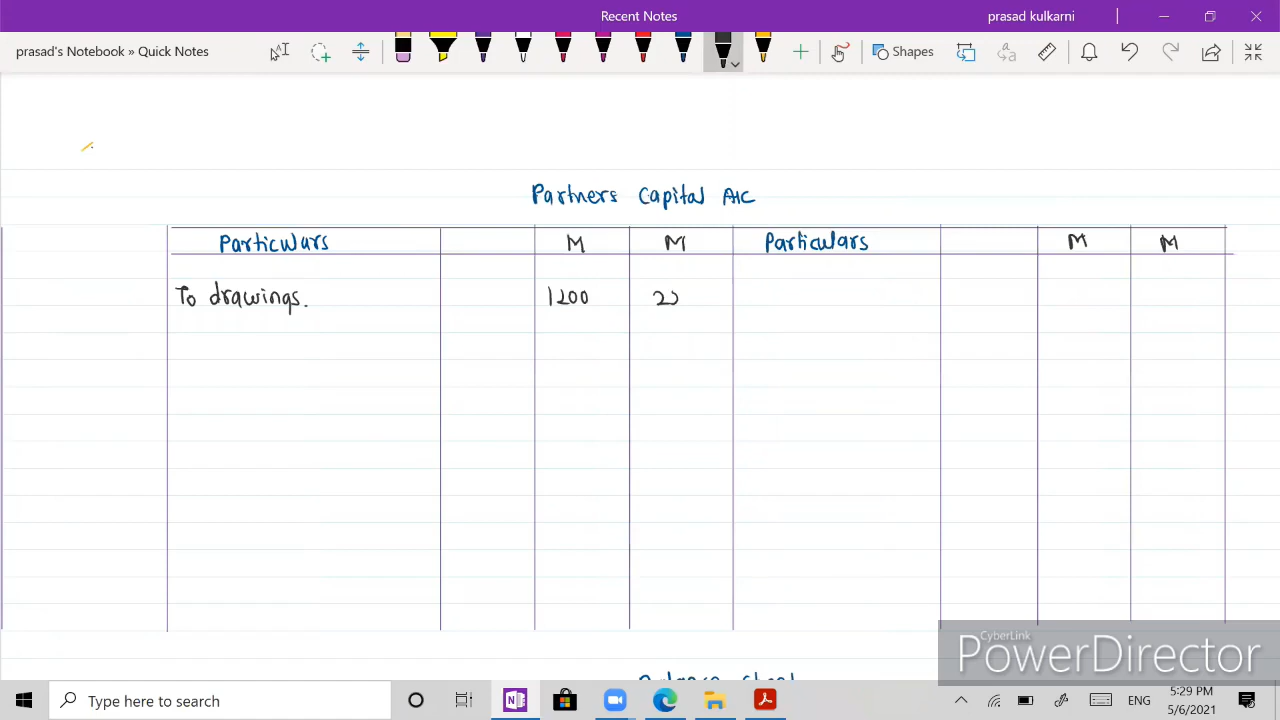 Recent Notes
prasad kulkarni
prasad's Notebook » Quick Notes
Shapes
Partners Capital A/C
Particulars M M Particulars M M
To drawings. 1200 22
CyberLink
PowerDirector
Type here to search
ENG
5:29 PM
5/6/2021